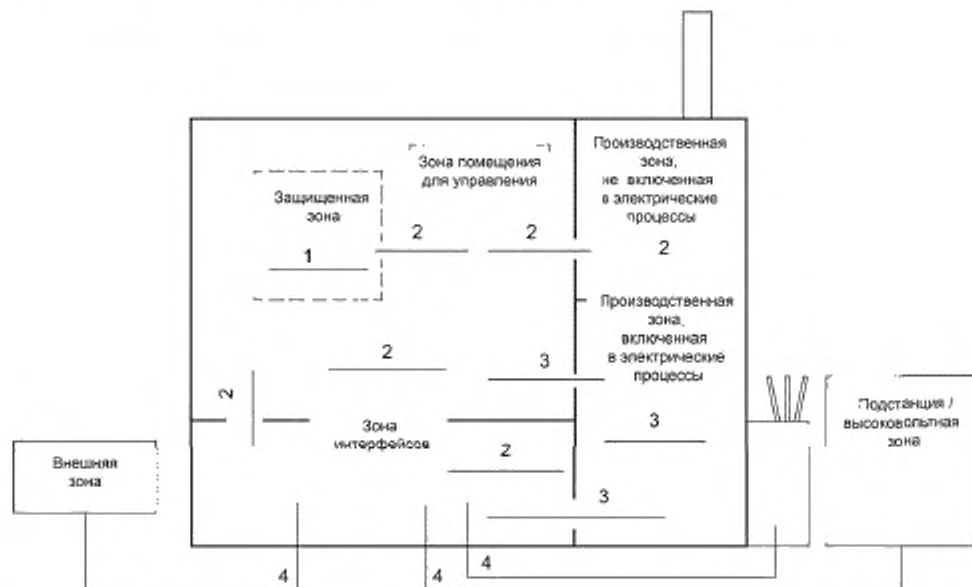 Зона помещения
для управления
Производственная
зона,
не включенная
в электрические
процессы
Защищенная
зона
1
2
2
2
Производственная
зона,
включенная
в электрические
процессы
2
3
2
Зона
интерфейсов
2
3
3
Подстанция /
высоковольтная
зона
Внешняя
зона
4
4
4